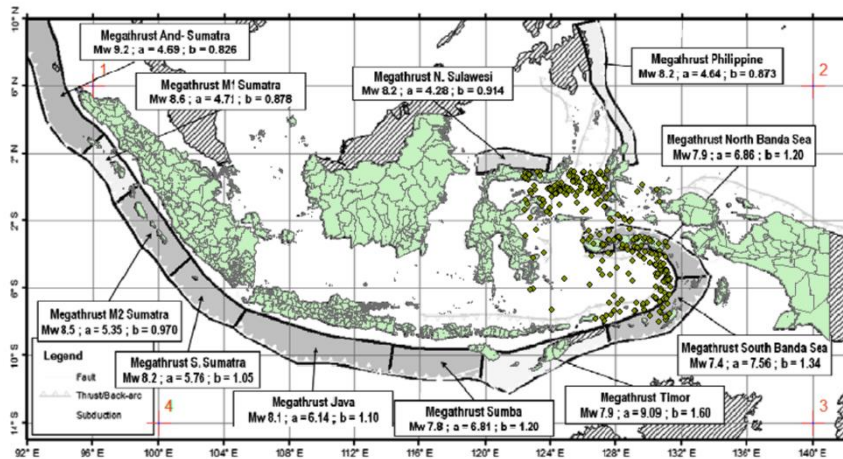 10°N
Megathrust And- Sumatra
Mw 9.2 ; a = 4.69 ; b = 0.826
Megathrust M1 Sumatra
Mw 8.6 ; a = 4.71 ; b = 0.878
Megathrust N. Sulawesi
Mw 8.2 ; a = 4.28 ; b = 0.914
Megathrust Philippine
Mw 8.2 ; a = 4.64 ; b = 0.873
1
2
6°N
Megathrust North Banda Sea
Mw 7.9 ; a = 6.86 ; b = 1.20
2°N
2°S
6°S
Megathrust M2 Sumatra
Mw 8.5 ; a = 5.35 ; b = 0.970
Megathrust S. Sumatra
Mw 8.2 ; a = 5.76 ; b = 1.05
Megathrust South Banda Sea
Mw 7.4 ; a = 7.56 ; b = 1.34
10°S
Legend
Fault
Thrust/Back-arc
Subduction
Megathrust Java
Mw 8.1 ; a = 6.14 ; b = 1.10
Megathrust Sumba
Mw 7.8 ; a = 6.81 ; b = 1.20
Megathrust Timor
Mw 7.9 ; a = 9.09 ; b = 1.60
4
3
14°S
92°E 96°E 100°E 104°E 108°E 112°E 116°E 120°E 124°E 128°E 132°E 136°E 140°E